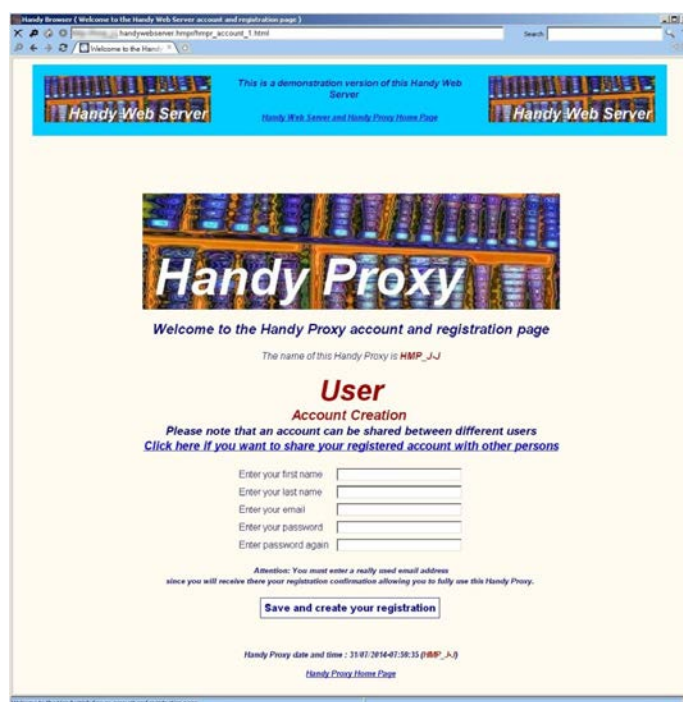 Handy Browser ( Welcome to the Handy Web Server account and registration page )
handywebserver.hmpr/hmpr_account_1.html
Search
Welcome to the Handy
This is a demonstration version of this Handy Web
Server
Handy Web Server
Handy Web Server and Handy Proxy Home Page
Handy Web Server
Handy Proxy
Welcome to the Handy Proxy account and registration page
The name of this Handy Proxy is HMP_J-J
User
Account Creation
Please note that an account can be shared between different users
Click here if you want to share your registered account with other persons
Enter your first name
Enter your last name
Enter your email
Enter your password
Enter password again
Attention: You must enter a really used email address
since you will receive there your registration confirmation allowing you to fully use this Handy Proxy.
Save and create your registration
Handy Proxy date and time : 31/07/2014-07:50:35 (HMP_J-J)
Handy Proxy Home Page